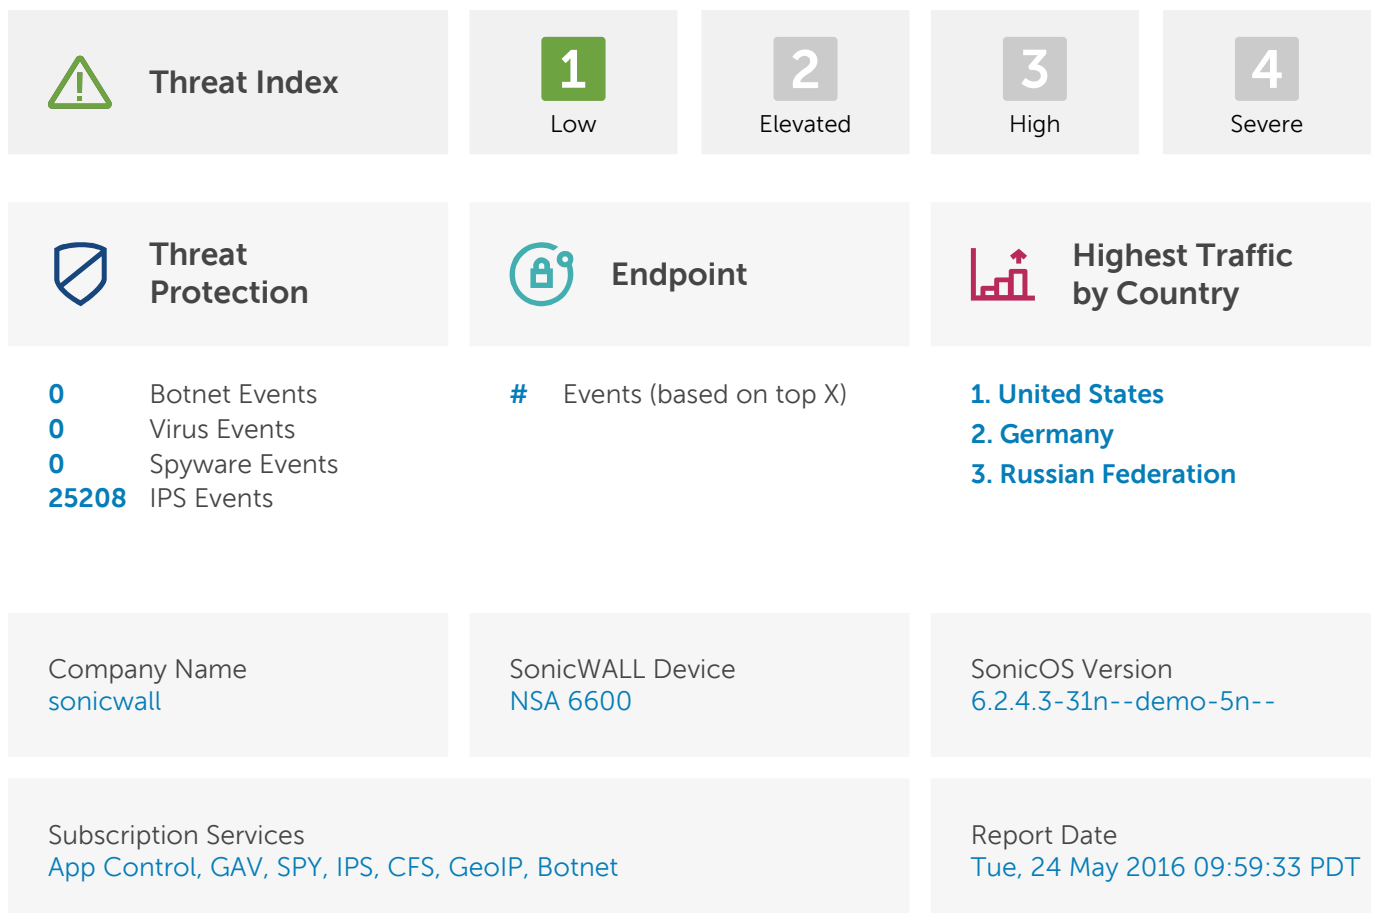 Threat Index
1
Low
2
Elevated
3
High
4
Severe
Threat
Protection
0 Botnet Events
0 Virus Events
0 Spyware Events
25208 IPS Events
Endpoint
# Events (based on top X)
Highest Traffic
by Country
1. United States
2. Germany
3. Russian Federation
Company Name
sonicwall
SonicWALL Device
NSA 6600
SonicOS Version
6.2.4.3-31n--demo-5n--
Subscription Services
App Control, GAV, SPY, IPS, CFS, GeoIP, Botnet
Report Date
Tue, 24 May 2016 09:59:33 PDT